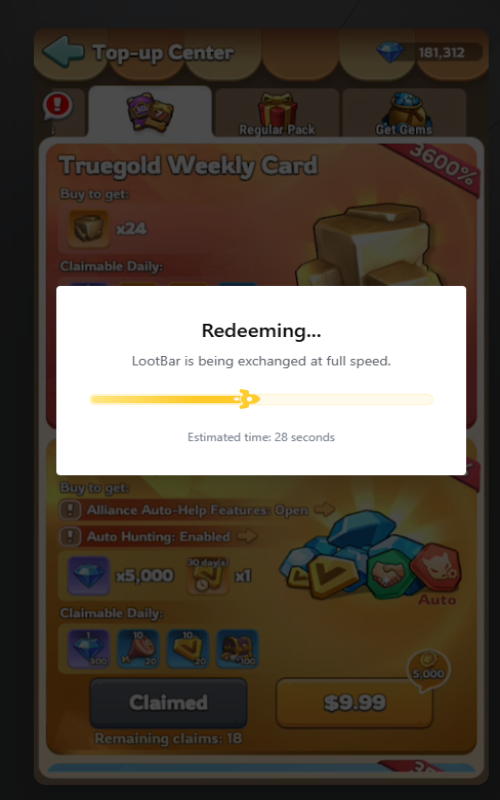 Top-up Center
181,312
Regular Pack
Get Gems
3600%
Truegold Weekly Card
Buy to get:
x24
Claimable Daily:
Redeeming...
LootBar is being exchanged at full speed.
Estimated time: 28 seconds
Buy to get:
Alliance Auto-Help Features: Open
Auto Hunting: Enabled
x5,000
30 day(s)
x1
Auto
Claimable Daily:
1
10
10
10
800
20
20
×100
5,000
Claimed
$9.99
Remaining claims: 18